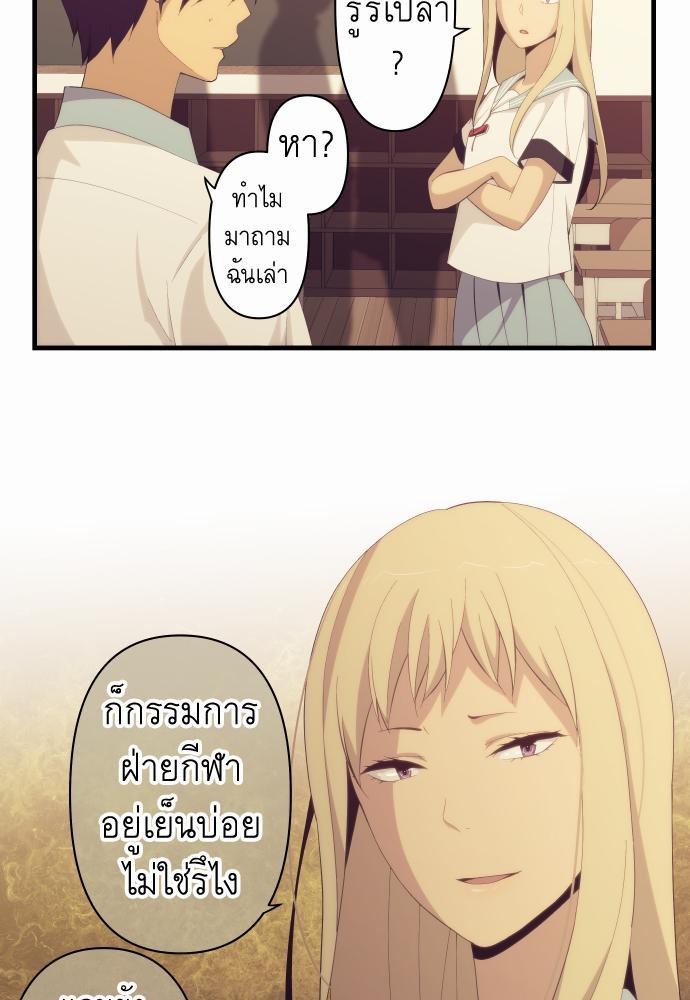 รู้รึเปล่า
?
หา?
ทำไม
มาถาม
ฉันเล่า
ก็กรรมการ
ฝ่ายกีฬา
อยู่เย็นบ่อย
ไม่ใช่รึไง